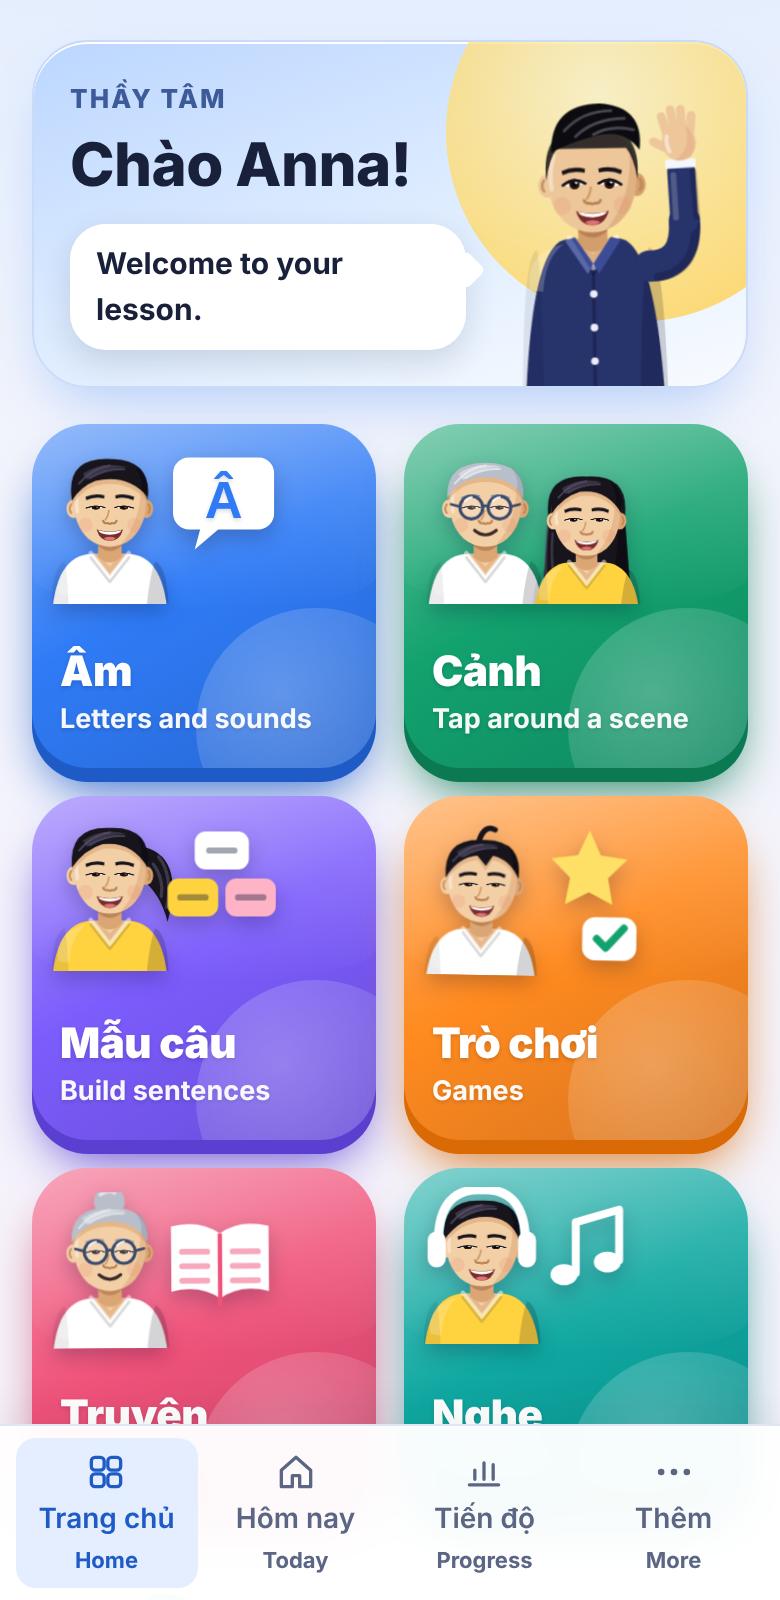 THẦY TÂM
Chào Anna!
Welcome to your
lesson.
Â
Âm
Letters and sounds
Cảnh
Tap around a scene
Mẫu câu
Build sentences
Trò chơi
Games
Truyện
Nghe
Trang chủ
Home
Hôm nay
Today
Tiến độ
Progress
Thêm
More